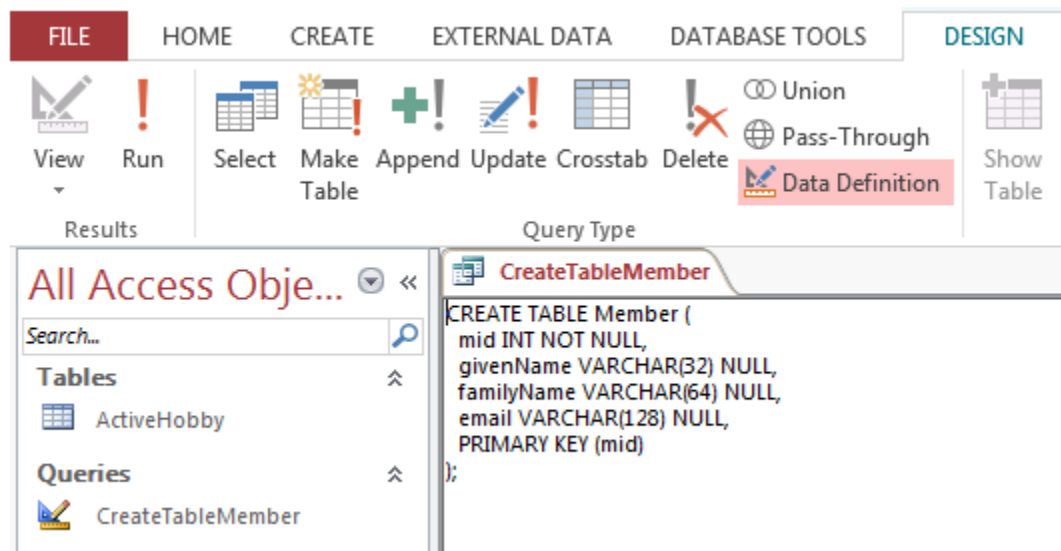 FILE HOME CREATE EXTERNAL DATA DATABASE TOOLS DESIGN
View Run Select Make Table Append Update Crosstab Delete
Union
Pass-Through
Data Definition
Show Table
Results Query Type
All Access Obje...
Search...
Tables
ActiveHobby
Queries
CreateTableMember
CreateTableMember
CREATE TABLE Member (
mid INT NOT NULL,
givenName VARCHAR(32) NULL,
familyName VARCHAR(64) NULL,
email VARCHAR(128) NULL,
PRIMARY KEY (mid)
);